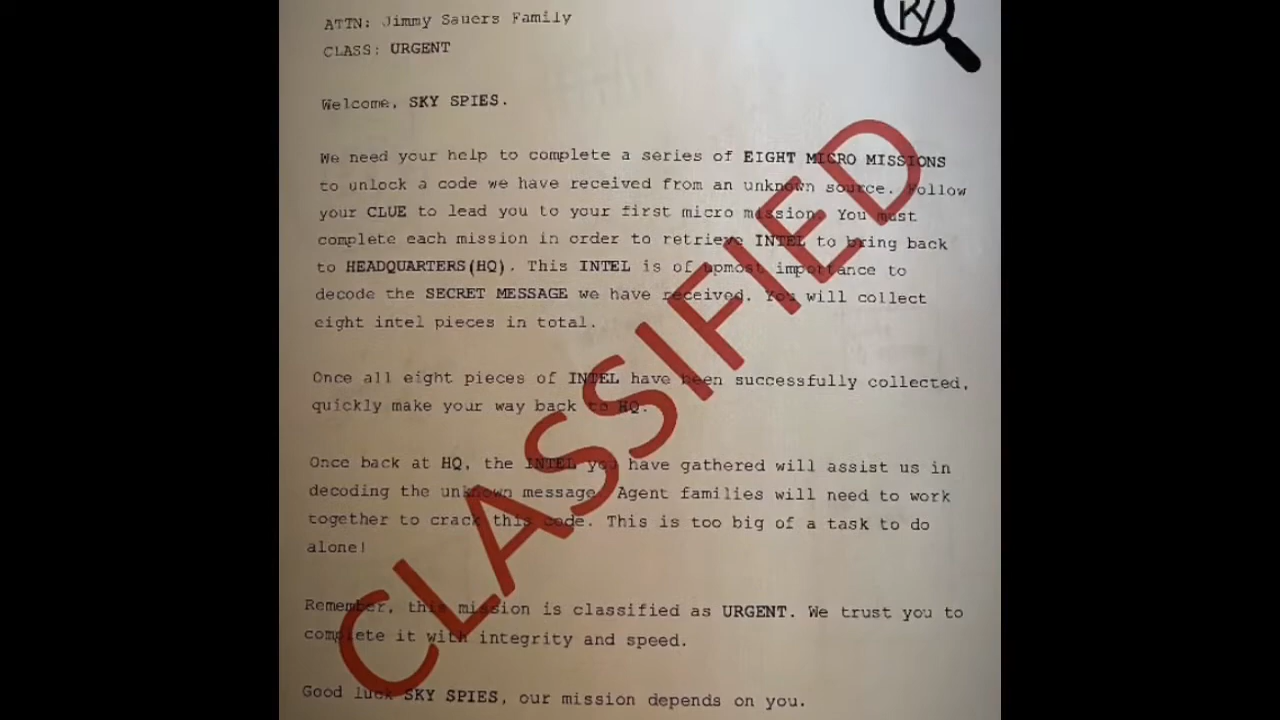 ATTN: Jimmy Sauers Family
CLASS: URGENT
Welcome, SKY SPIES.
We need your help to complete a series of EIGHT MICRO MISSIONS
to unlock a code we have received from an unknown source. Follow
your CLUE to lead you to your first micro mission. You must
complete each mission in order to retrieve INTEL to bring back
to HEADQUARTERS(HQ). This INTEL is of upmost importance to
decode the SECRET MESSAGE we have received. You will collect
eight intel pieces in total.
Once all eight pieces of INTEL have been successfully collected,
quickly make your way back to HQ.
Once back at HQ, the INTEL you have gathered will assist us in
decoding the unknown message. Agent families will need to work
together to crack this code. This is too big of a task to do
alone!
Remember, this mission is classified as URGENT. We trust you to
complete it with integrity and speed.
Good luck SKY SPIES, our mission depends on you.
CLASSIFIED